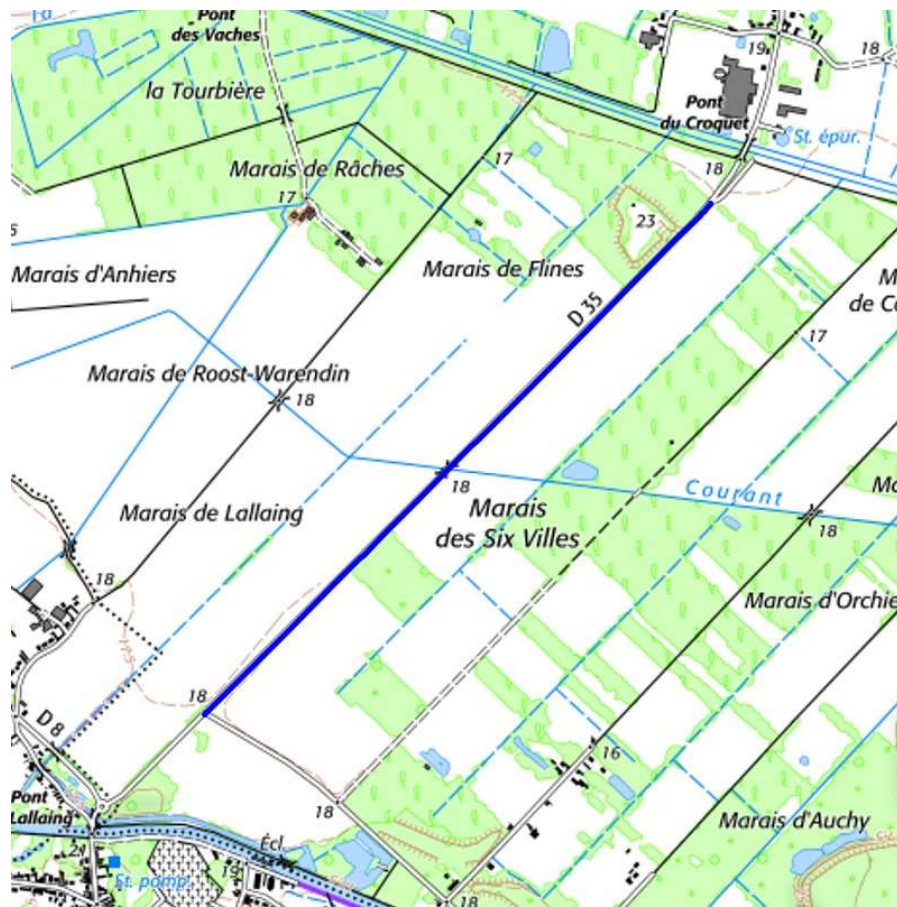 Pont
des Vaches
la Tourbière
18
19
Pont
du Croquet
St. épur.
18
17
Marais de Râches
17
23
Marais d'Anhiers
Marais de Flines
D 35
17
Marais de Roost-Warendin
18
18
Courant
Marais de Lallaing
Marais
des Six Villes
18
18
Marais d'Orchie
17.5
18
D 8
16
Pont
Lallaing
18
Marais d'Auchy
Écl.
19
St. pomp.
18